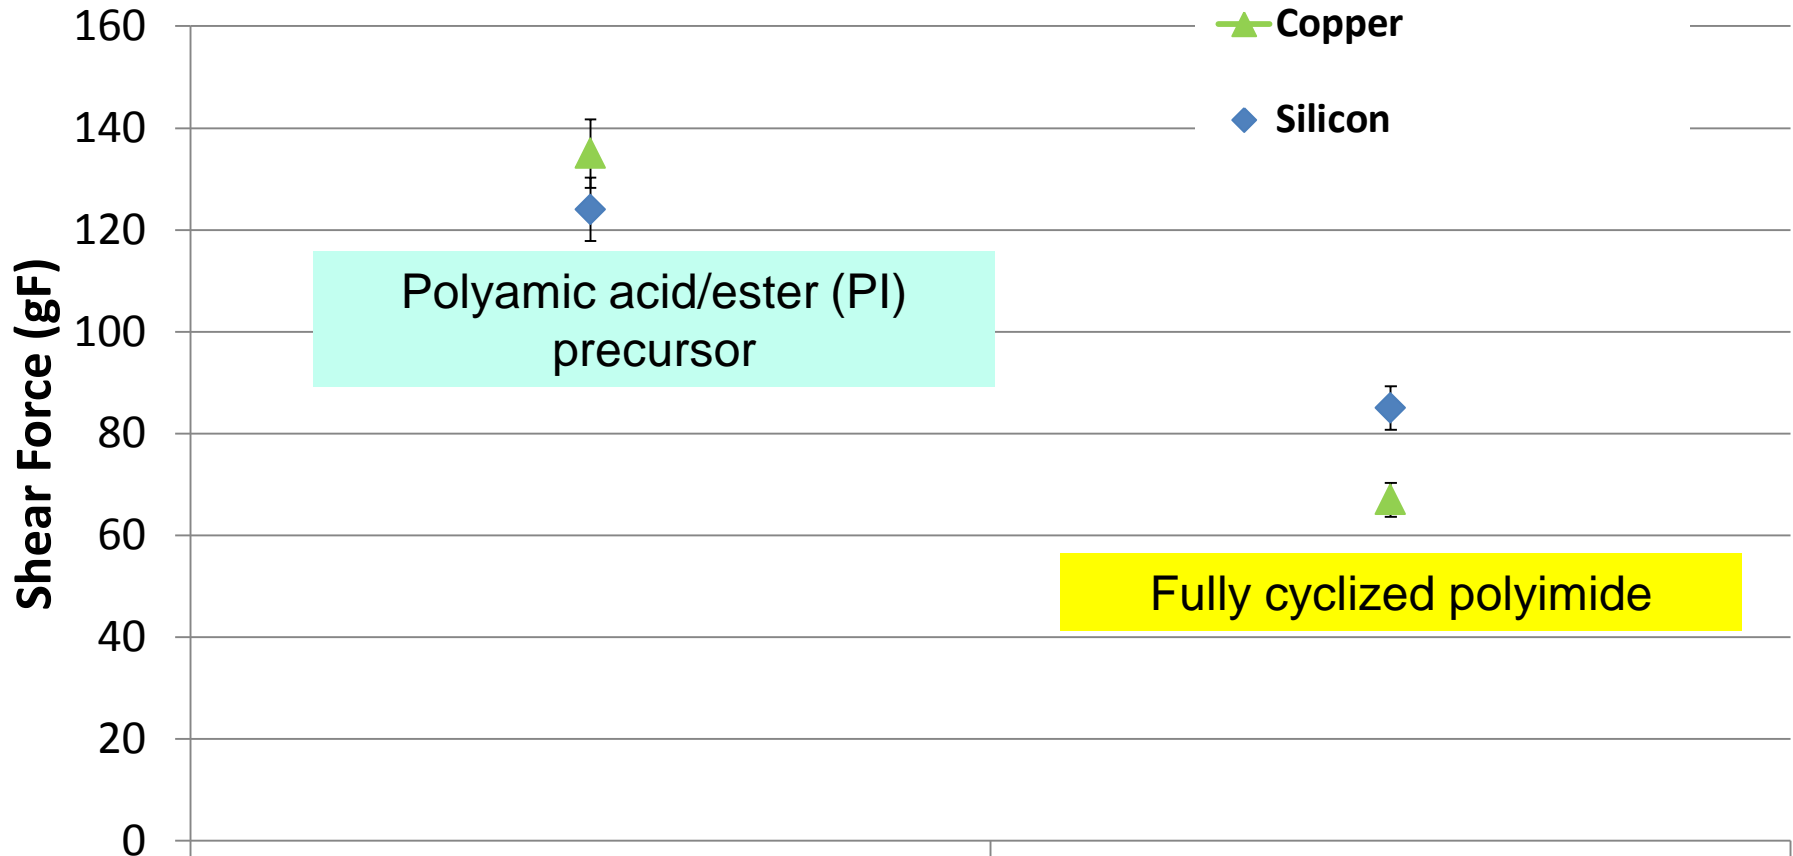 160
140
120
100
80
60
40
20
0
Shear Force (gF)
Copper
Silicon
Polyamic acid/ester (PI)
precursor
Fully cyclized polyimide